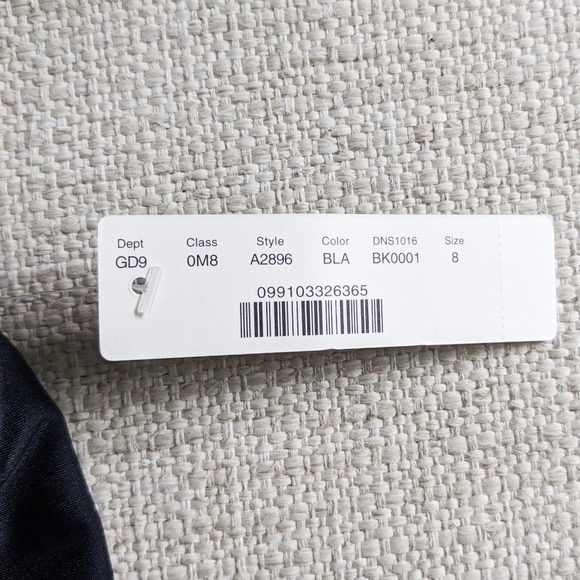 Dept Class Style Color DNS1016 Size
GD9 0M8 A2896 BLA BK0001 8
099103326365